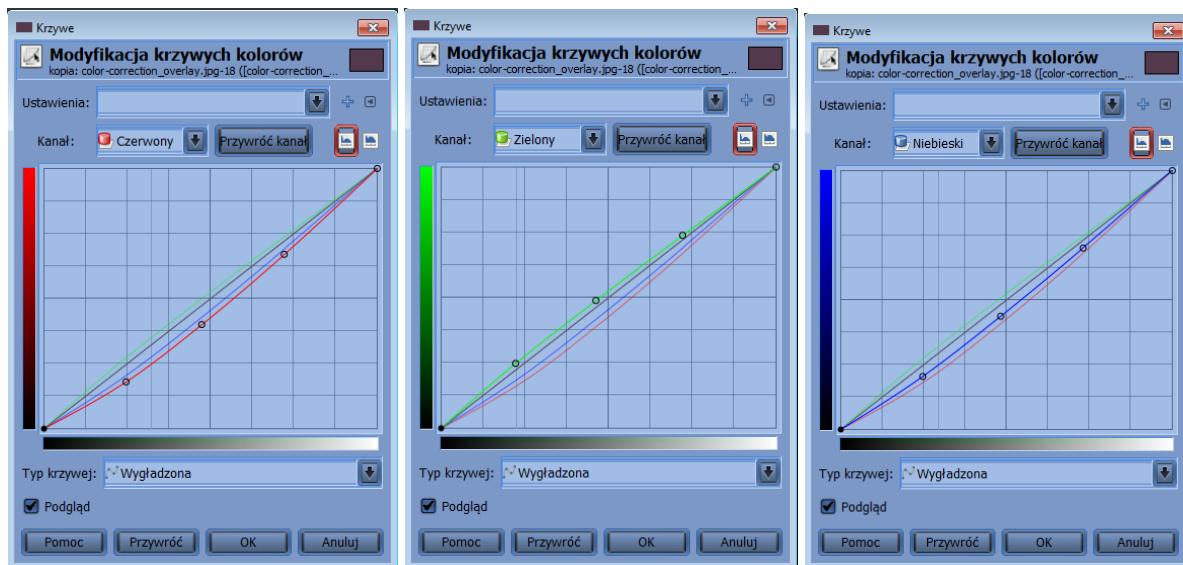 Krzywe
Modyfikacja krzywych kolorów
kopia: color-correction_overlay.jpg-18 ([color-correction_...
Ustawienia:
Kanał: Czerwony Przywróć kanał
Typ krzywej: Wygładzona
Podgląd
Pomoc Przywróć OK Anuluj
Krzywe
Modyfikacja krzywych kolorów
kopia: color-correction_overlay.jpg-18 ([color-correction_...
Ustawienia:
Kanał: Zielony Przywróć kanał
Typ krzywej: Wygładzona
Podgląd
Pomoc Przywróć OK Anuluj
Krzywe
Modyfikacja krzywych kolorów
kopia: color-correction_overlay.jpg-18 ([color-correction_...
Ustawienia:
Kanał: Niebieski Przywróć kanał
Typ krzywej: Wygładzona
Podgląd
Pomoc Przywróć OK Anuluj